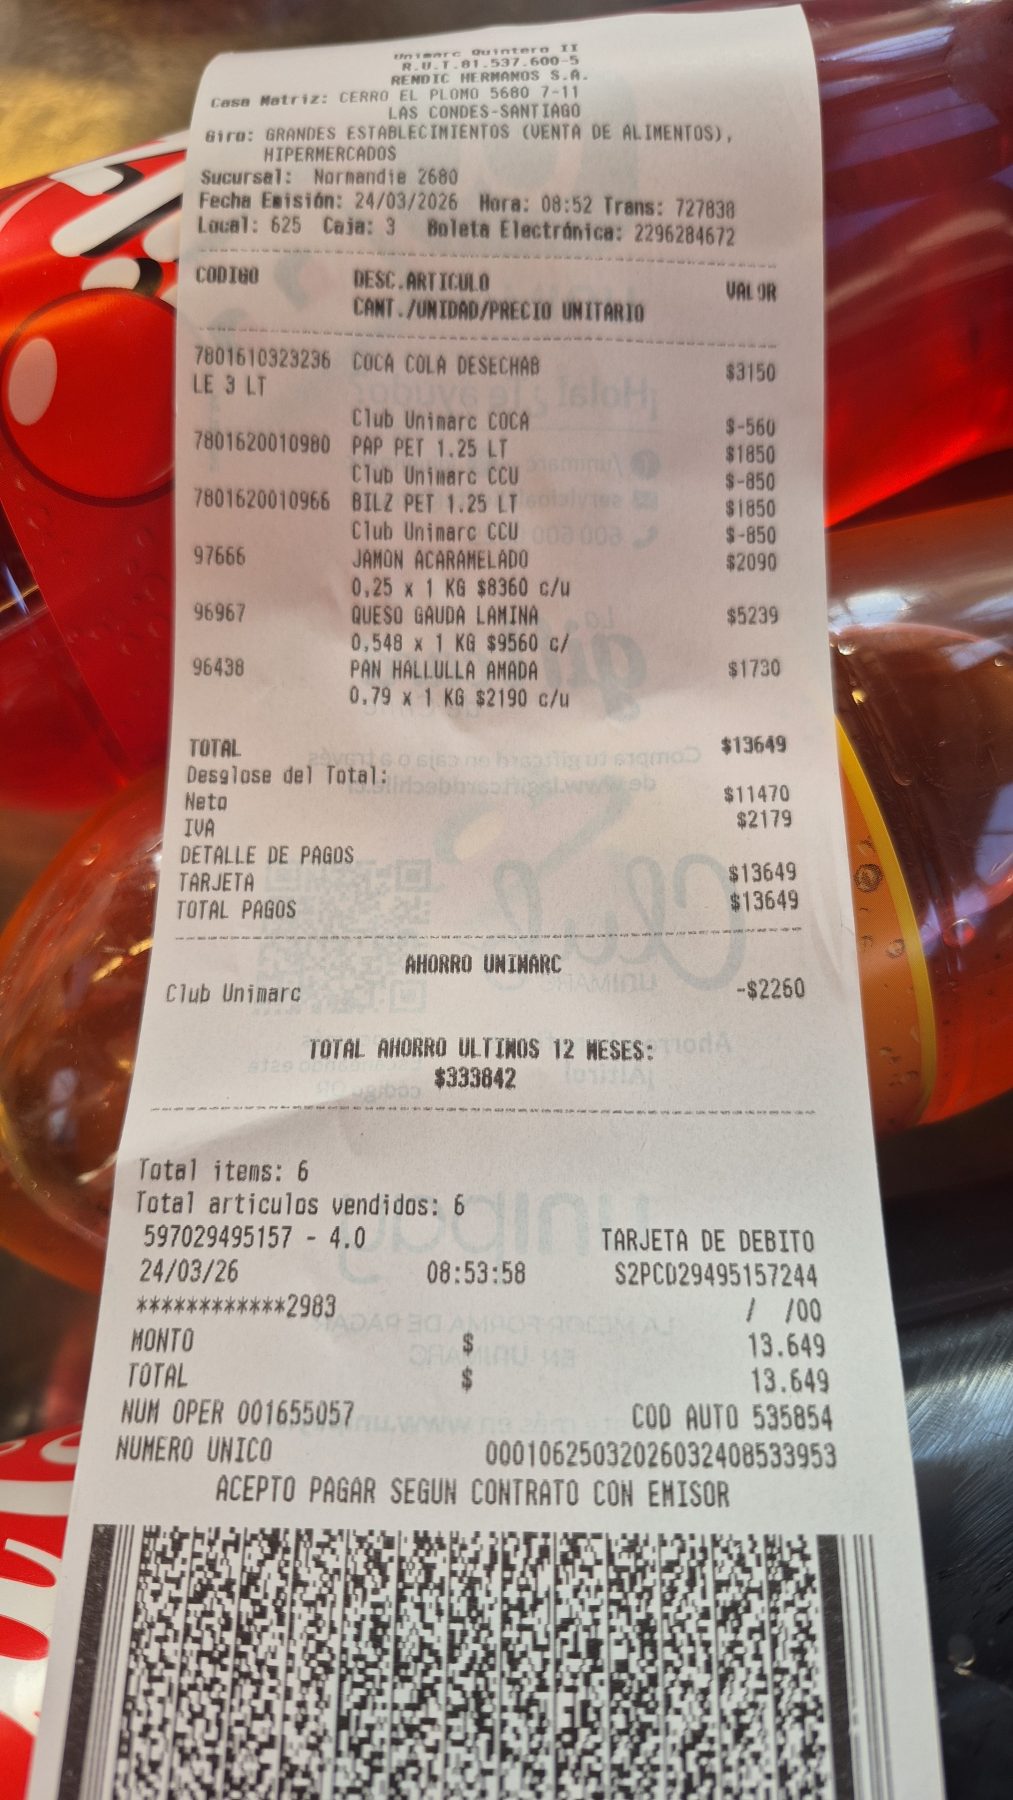 Unimarc Quintero II
R.U.T.81.537.600-5
RENDIC HERMANOS S.A.
Casa Matriz: CERRO EL PLOMO 5680 7-11
LAS CONDES-SANTIAGO
Giro: GRANDES ESTABLECIMIENTOS (VENTA DE ALIMENTOS),
HIPERMERCADOS
Sucursal: Normandie 2680
Fecha Emisión: 24/03/2026 Hora: 08:52 Trans: 727838
Local: 625 Caja: 3 Boleta Electrónica: 2296284672
CODIGO DESC.ARTICULO VALOR
CANT./UNIDAD/PRECIO UNITARIO
7801610323236 COCA COLA DESECHAB $3150
LE 3 LT
Club Unimarc COCA $-560
7801620010980 PAP PET 1.25 LT $1850
Club Unimarc CCU $-850
7801620010966 BILZ PET 1.25 LT $1850
Club Unimarc CCU $-850
97666 JAMON ACARAMELADO $2090
0,25 x 1 KG $8360 c/u
96967 QUESO GAUDA LAMINA $5239
0,548 x 1 KG $9560 c/
96438 PAN HALLULLA AMADA $1730
0.79 x 1 KG $2190 c/u
TOTAL $13649
Desglose del Total:
Neto $11470
IVA $2179
DETALLE DE PAGOS
TARJETA $13649
TOTAL PAGOS $13649
AHORRO UNIMARC
Club Unimarc -$2260
TOTAL AHORRO ULTIMOS 12 MESES:
$333842
Total items: 6
Total articulos vendidos: 6
597029495157 - 4.0 TARJETA DE DEBITO
24/03/26 08:53:58 S2PCD29495157244
************2983 / /00
MONTO $ 13.649
TOTAL $ 13.649
NUM OPER 001655057 COD AUTO 535854
NUMERO UNICO 00010625032026032408533953
ACEPTO PAGAR SEGUN CONTRATO CON EMISOR